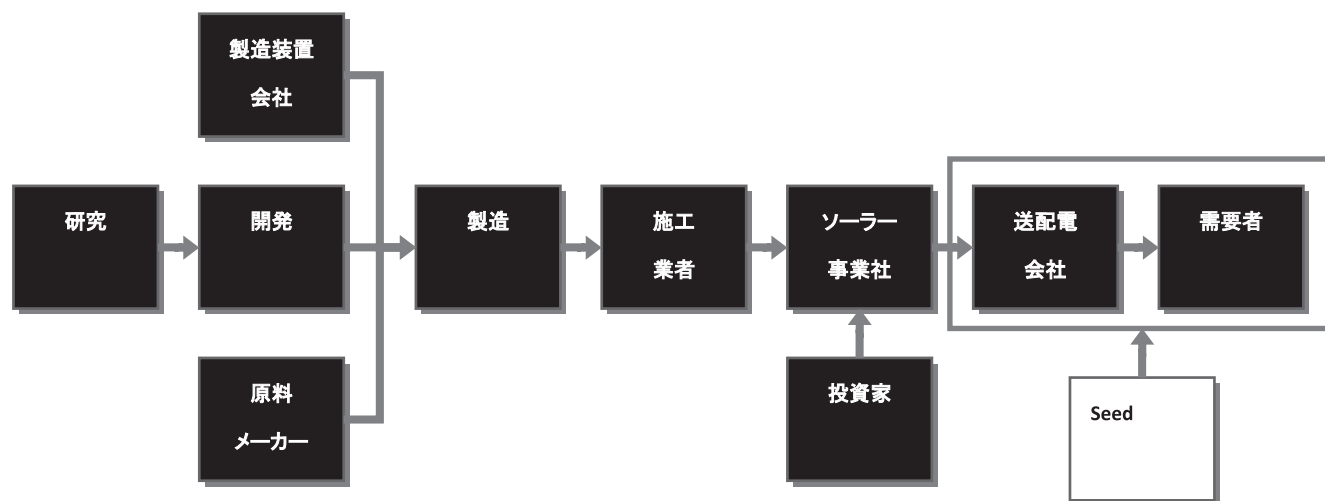 製造装置
会社
研究
開発
製造
施工
業者
ソーラー
事業社
送配電
会社
需要者
原料
メーカー
投資家
Seed